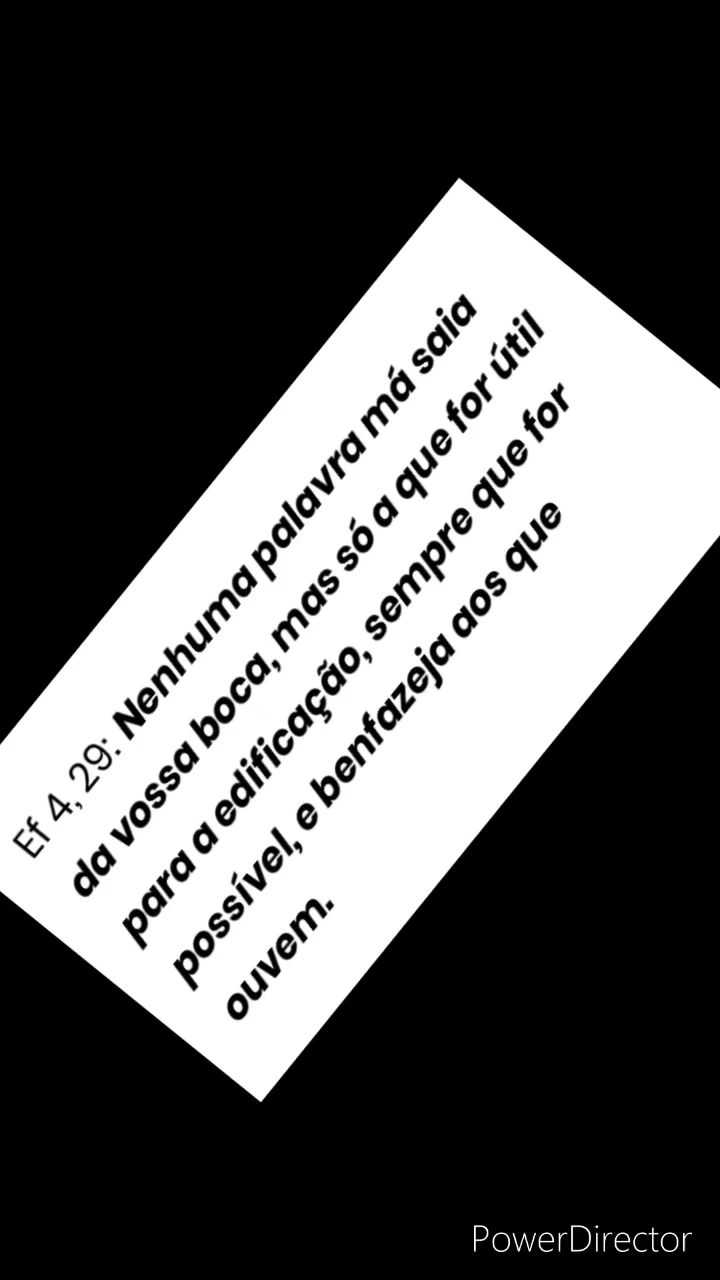 Ef 4, 29: Nenhuma palavra má saia
da vossa boca, mas só a que for útil
para a edificação, sempre que for
possível, e benfazeja aos que
ouvem.
PowerDirector